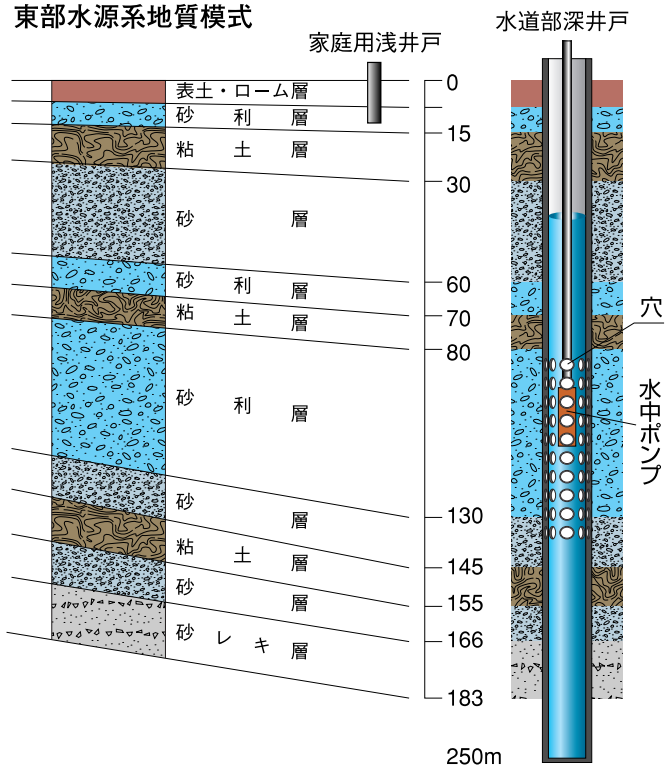 東部水源系地質模式
水道部深井戸
家庭用浅井戸
表土・ローム層
砂利層
粘土層
砂層
砂利層
粘土層
砂利層
砂層
粘土層
砂層
砂レキ層
0
15
30
60
70
80
130
145
155
166
183
250m
穴
水中ポンプ